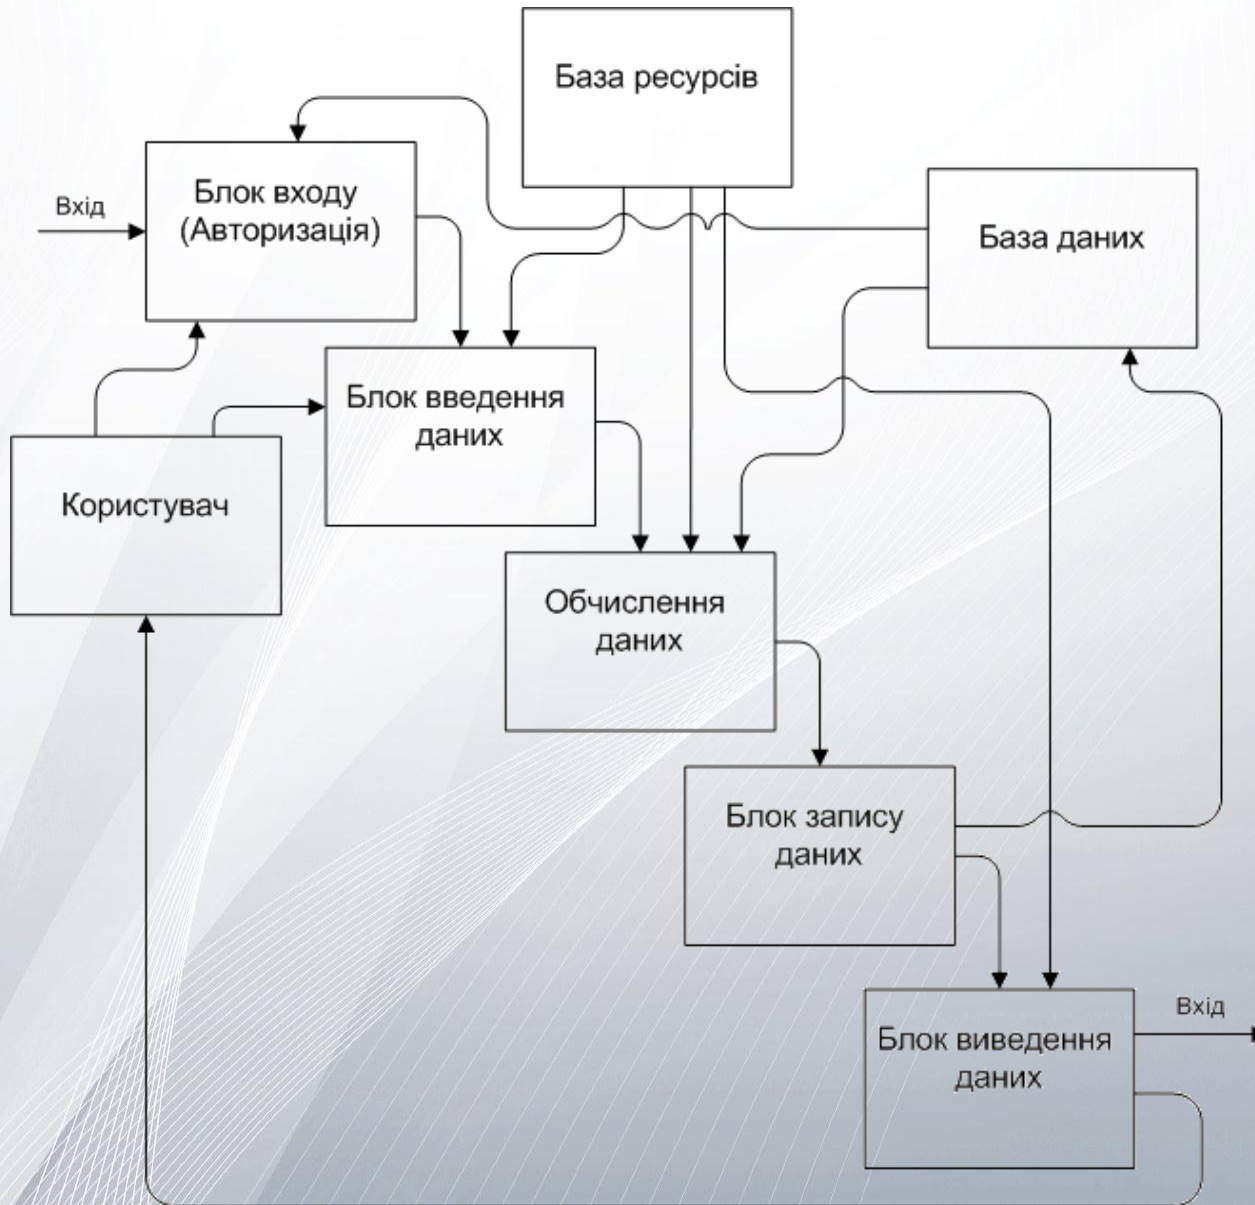 База ресурсів
Вхід
Блок входу
(Авторизація)
База даних
Блок введення
даних
Користувач
Обчислення
даних
Блок запису
даних
Вхід
Блок виведення
даних